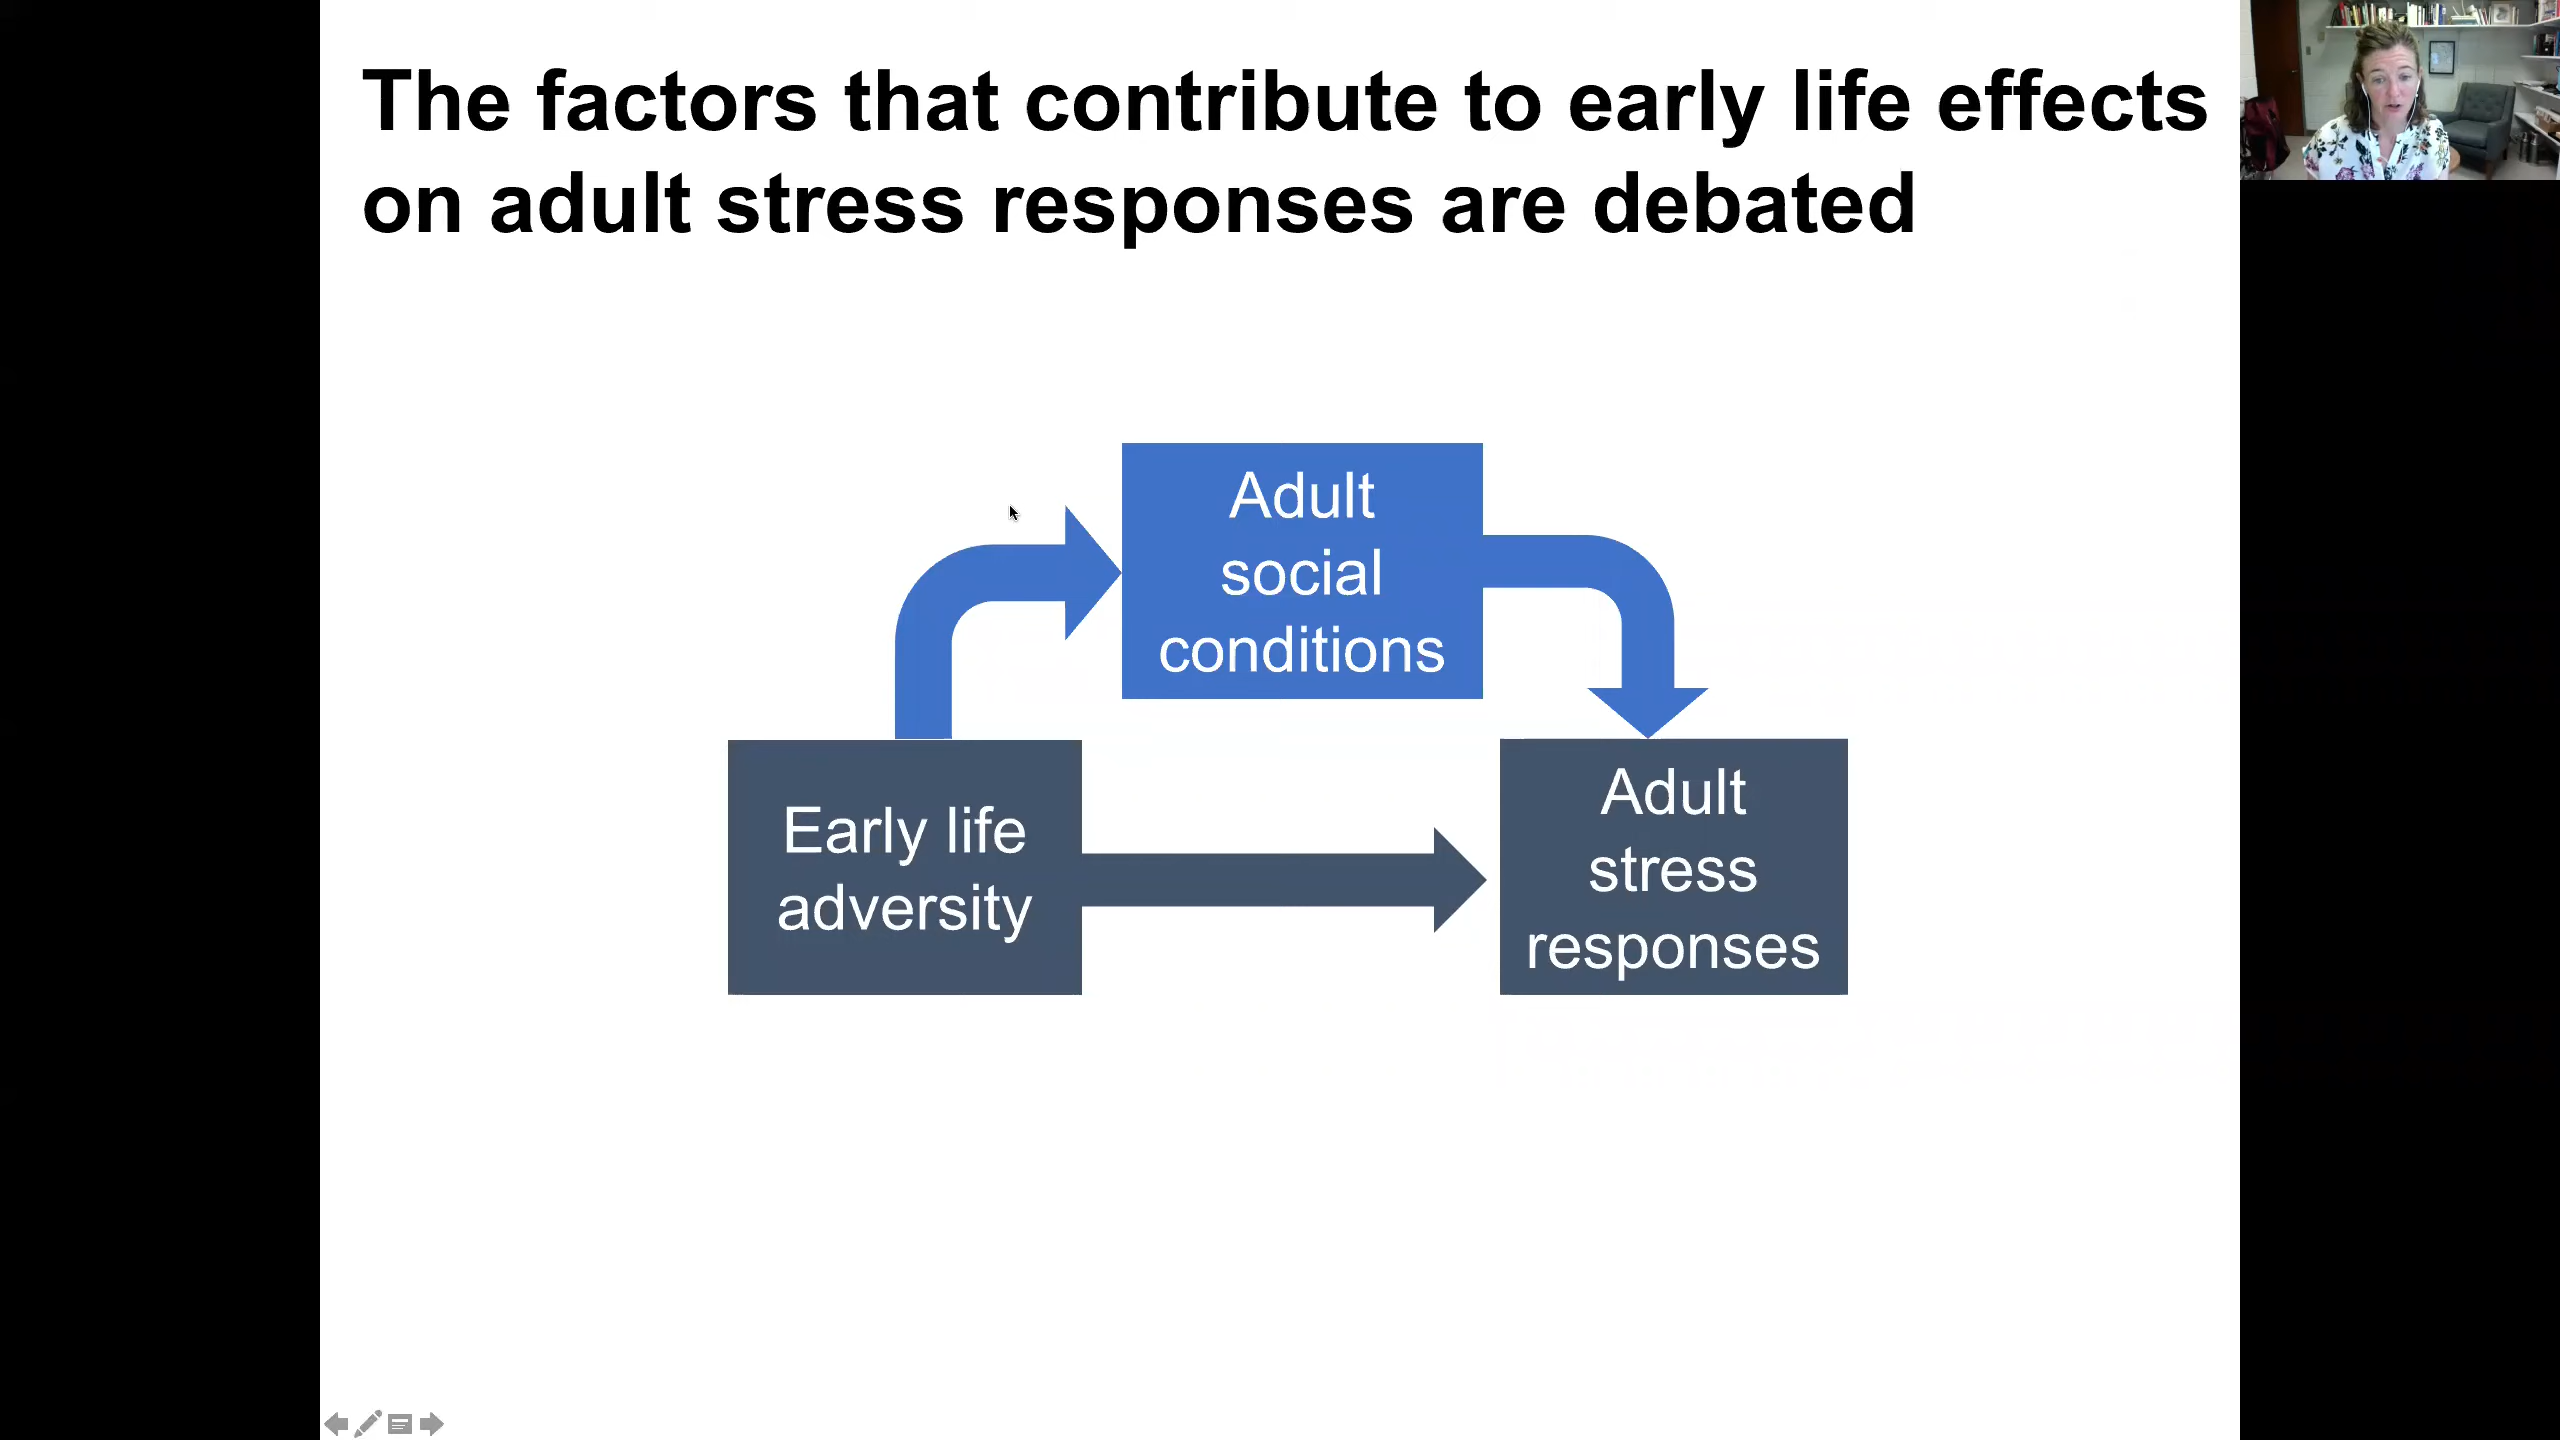 The factors that contribute to early life effects
on adult stress responses are debated
Adult
social
conditions
Early life
adversity
Adult
stress
responses